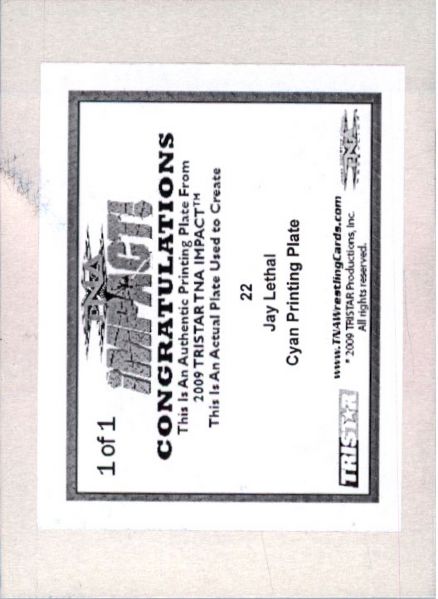 1 of 1
TNA
IMPACT!
CONGRATULATIONS
This Is An Authentic Printing Plate From
2009 TRISTAR TNA IMPACT™
This Is An Actual Plate Used to Create
22
Jay Lethal
Cyan Printing Plate
www.TNAWrestlingCards.com
* 2009 TRISTAR Productions, Inc.
All rights reserved.
TRISTAR
TNA